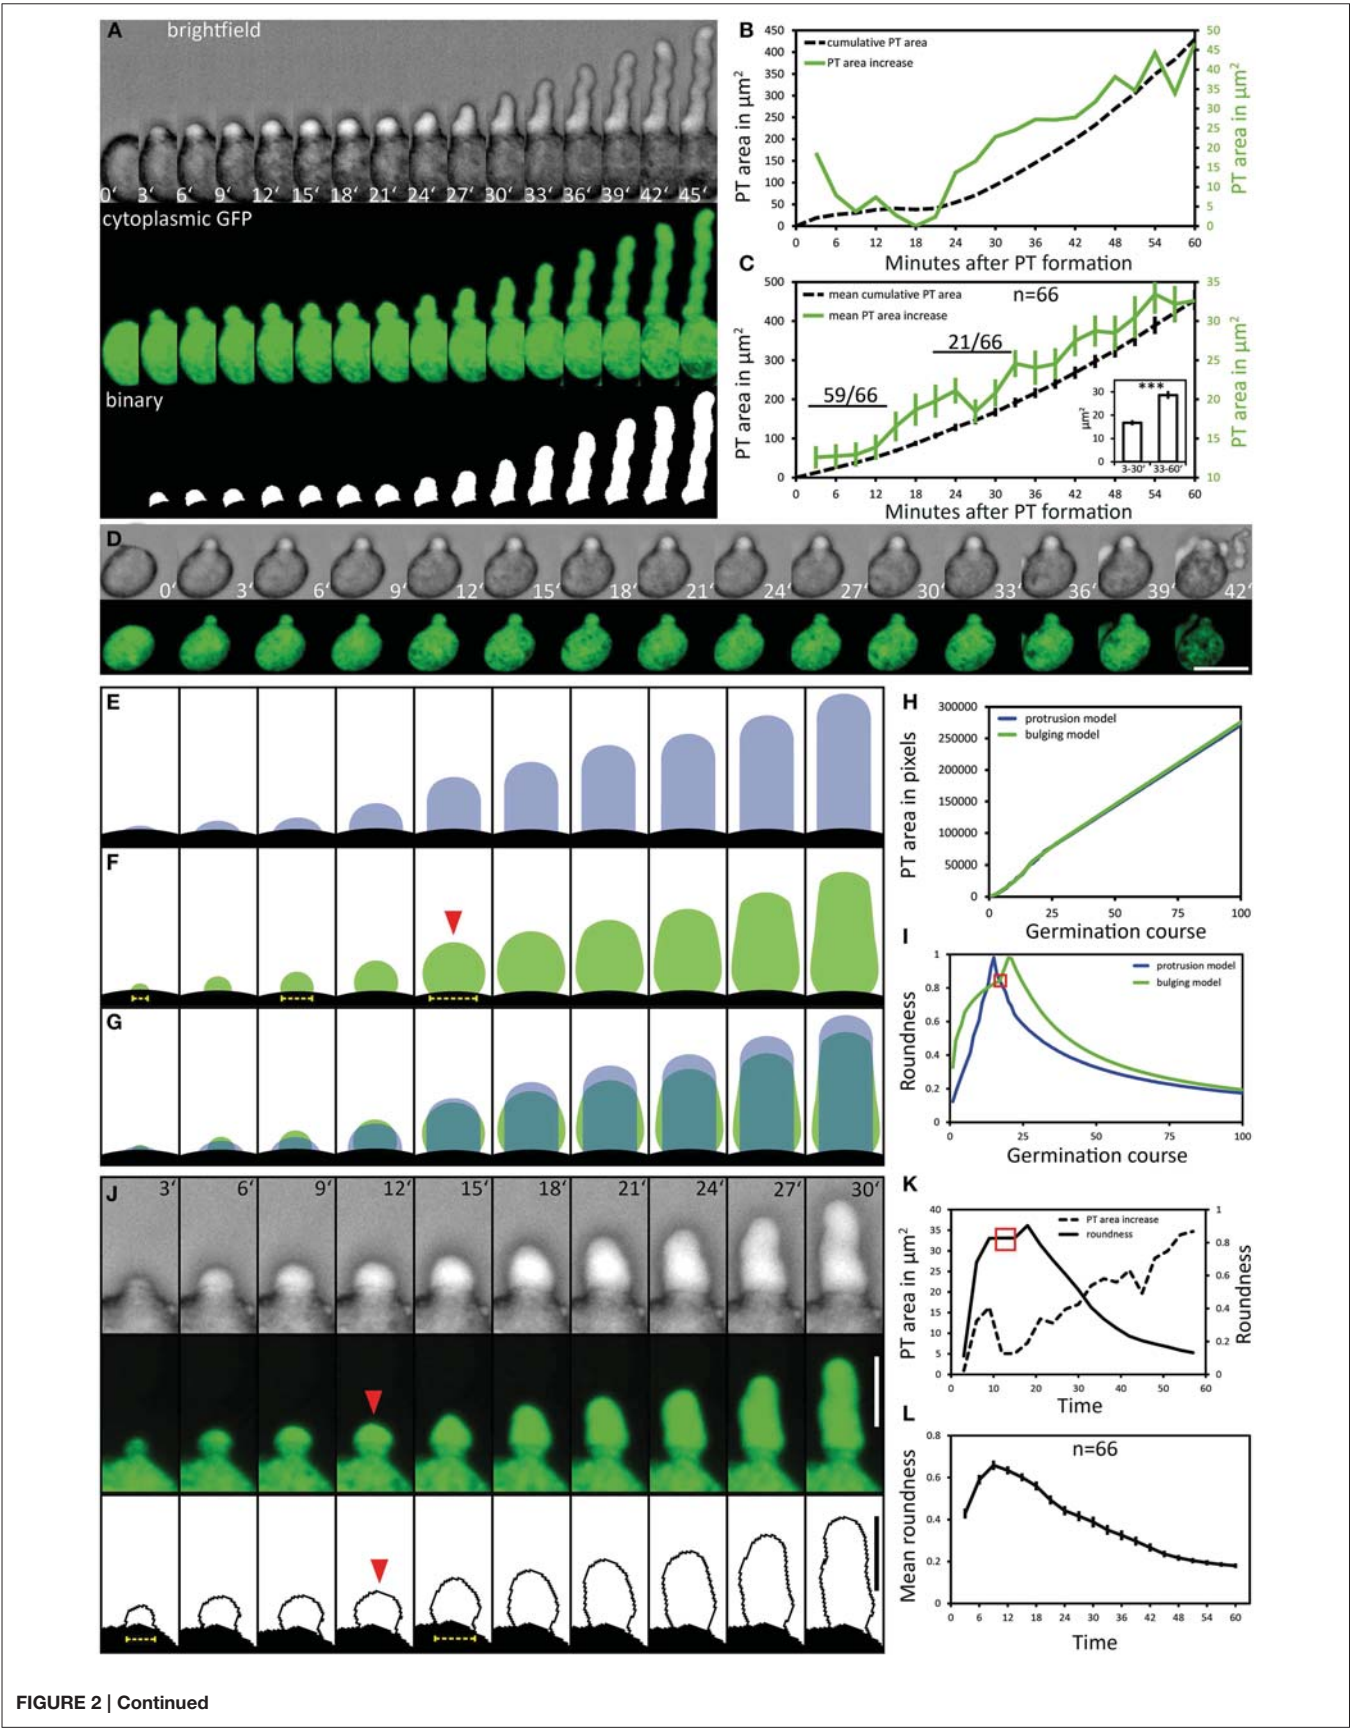 A
brightfield
0‘ 3‘ 6‘ 9‘ 12‘ 15‘ 18‘ 21‘ 24‘ 27‘ 30‘ 33‘ 36‘ 39‘ 42‘ 45‘
cytoplasmic GFP
binary
B
PT area in µm²
450
400
350
300
250
200
150
100
50
0
cumulative PT area
PT area increase
50
45
40
35
30
25
20
15
10
5
0
PT area in µm²
0 6 12 18 24 30 36 42 48 54 60
Minutes after PT formation
C
PT area in µm²
500
400
300
200
100
0
mean cumulative PT area
mean PT area increase
n=66
59/66
21/66
35
30
25
20
15
10
PT area in µm²
µm²
30
20
10
0
***
3-30‘ 33-60‘
0 6 12 18 24 30 36 42 48 54 60
Minutes after PT formation
D
0‘ 3‘ 6‘ 9‘ 12‘ 15‘ 18‘ 21‘ 24‘ 27‘ 30‘ 33‘ 36‘ 39‘ 42‘
E
F
G
H
PT area in pixels
300000
250000
200000
150000
100000
50000
0
protrusion model
bulging model
0 25 50 75 100
Germination course
I
Roundness
1
0.8
0.6
0.4
0.2
0
protrusion model
bulging model
0 25 50 75 100
Germination course
J
3‘ 6‘ 9‘ 12‘ 15‘ 18‘ 21‘ 24‘ 27‘ 30‘
K
PT area in µm²
40
35
30
25
20
15
10
5
0
PT area increase
roundness
1
0.8
0.6
0.4
0.2
0
Roundness
0 10 20 30 40 50 60
Time
L
Mean roundness
0.8
0.6
0.4
0.2
0
n=66
0 6 12 18 24 30 36 42 48 54 60
Time
FIGURE 2 | Continued